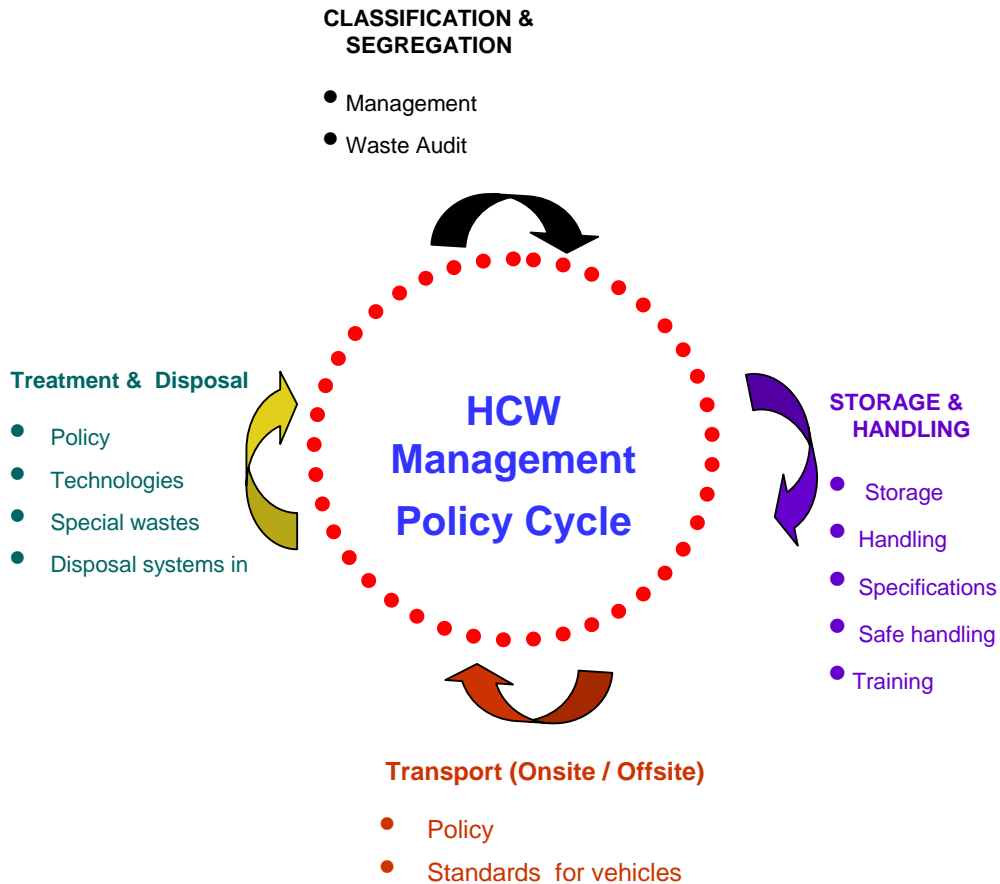 CLASSIFICATION &
SEGREGATION
● Management
● Waste Audit
HCW
Management
Policy Cycle
STORAGE &
HANDLING
● Storage
● Handling
● Specifications
● Safe handling
● Training
Transport (Onsite / Offsite)
● Policy
● Standards for vehicles
Treatment & Disposal
● Policy
● Technologies
● Special wastes
● Disposal systems in